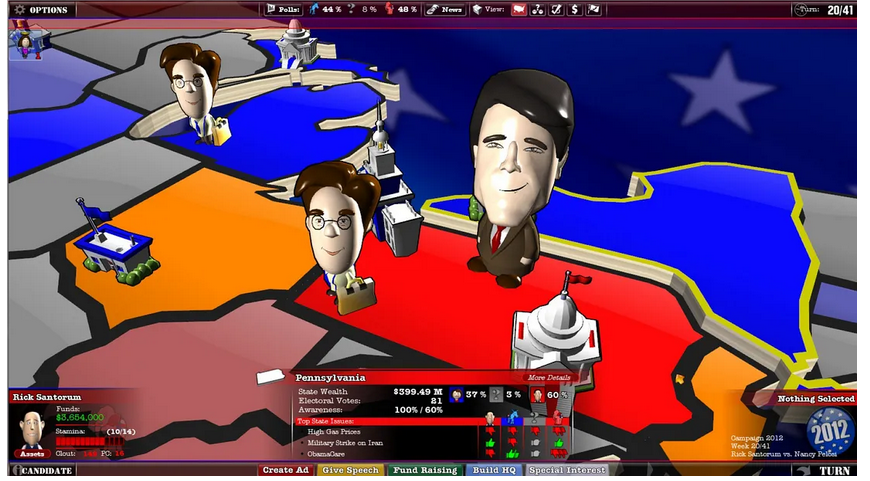 OPTIONS
Polls: 44 % 8 % 48 % News View: $ Turn: 20/41
Pennsylvania More Details
State Wealth $399.49 M 37 % 3 % 60 %
Electoral Votes: 21
Awareness: 100% / 60%
Top State Issues:
High Gas Prices
Military Strike on Iran
ObamaCare
Rick Santorum
Funds:
$3,654,000
Stamina: (10/14)
Assets Clout: PC:
Nothing Selected
2012
Campaign 2012
Week 20/41
Rick Santorum vs. Nancy Pelosi
CANDIDATE Create Ad Give Speech Fund Raising Build HQ Special Interest TURN